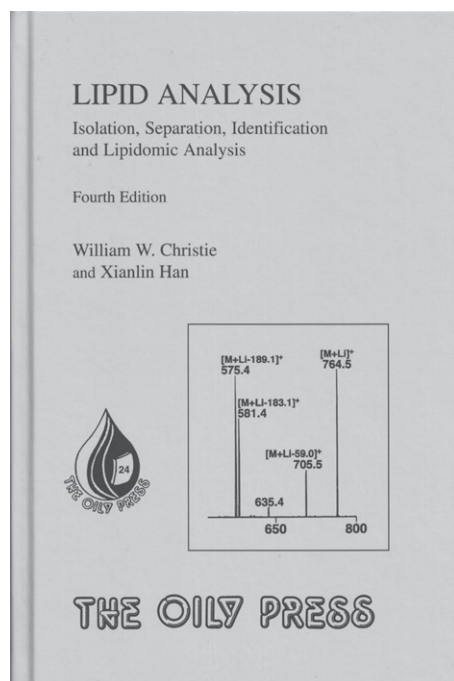 LIPID ANALYSIS
Isolation, Separation, Identification
and Lipidomic Analysis
Fourth Edition
William W. Christie
and Xianlin Han
[M+Li-189.1]+
575.4
[M+Li-183.1]+
581.4
[M+Li]+
764.5
[M+Li-59.0]+
705.5
635.4
650 800
24
THE OILY PRESS
THE OILY PRESS